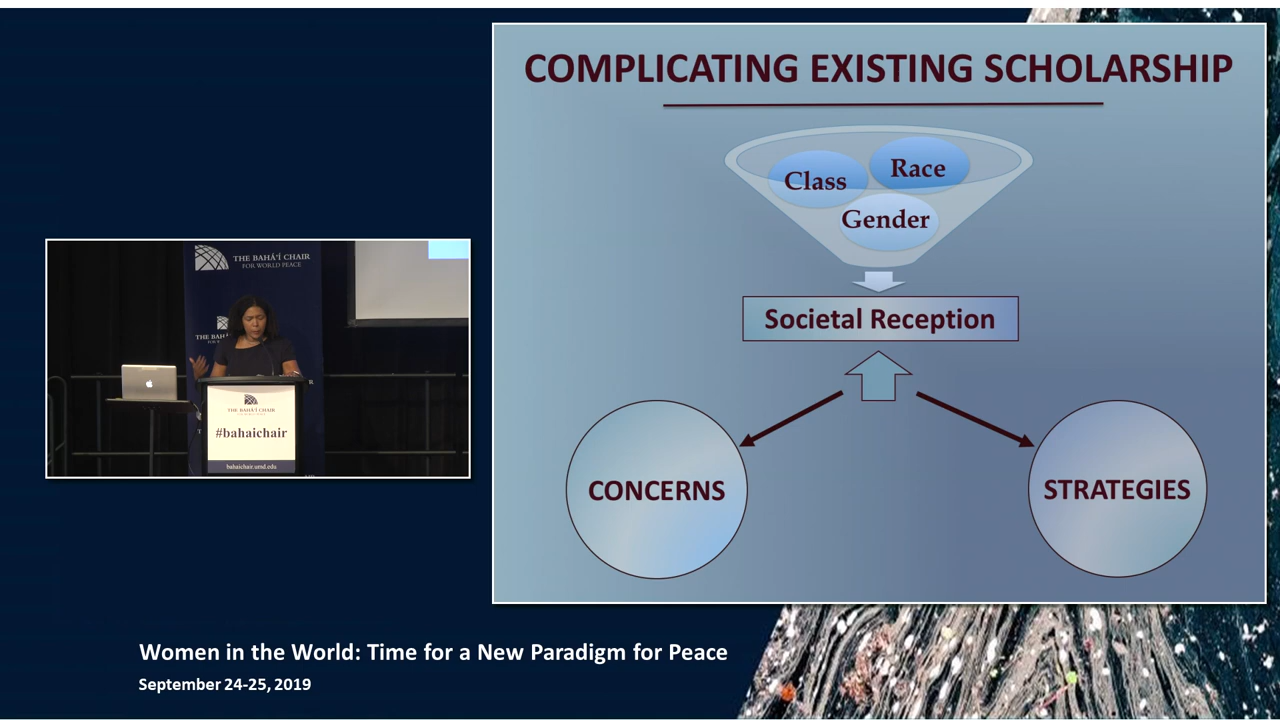 COMPLICATING EXISTING SCHOLARSHIP
Class
Race
Gender
Societal Reception
CONCERNS
STRATEGIES
THE BAHÁ'Í CHAIR
FOR WORLD PEACE
THE BAHÁ'Í CHAIR
#bahaichair
bahaichair.umd.edu
Women in the World: Time for a New Paradigm for Peace
September 24-25, 2019